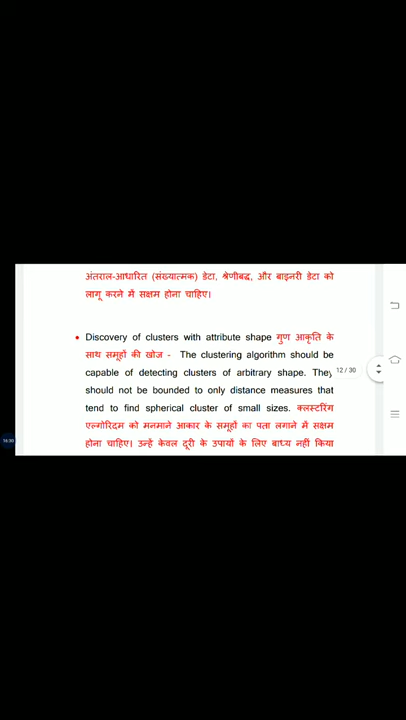 अंतराल-आधारित (संख्यात्मक) डेटा, श्रेणीबद्ध, और बाइनरी डेटा को
लागू करने में सक्षम होना चाहिए।
• Discovery of clusters with attribute shape गुण आकृति के
साथ समूहों की खोज - The clustering algorithm should be
capable of detecting clusters of arbitrary shape. They
should not be bounded to only distance measures that
tend to find spherical cluster of small sizes. क्लस्टरिंग
एल्गोरिदम को मनमाने आकार के समूहों का पता लगाने में सक्षम
होना चाहिए। उन्हें केवल दूरी के उपायों के लिए बाध्य नहीं किया
12 / 30
16:30